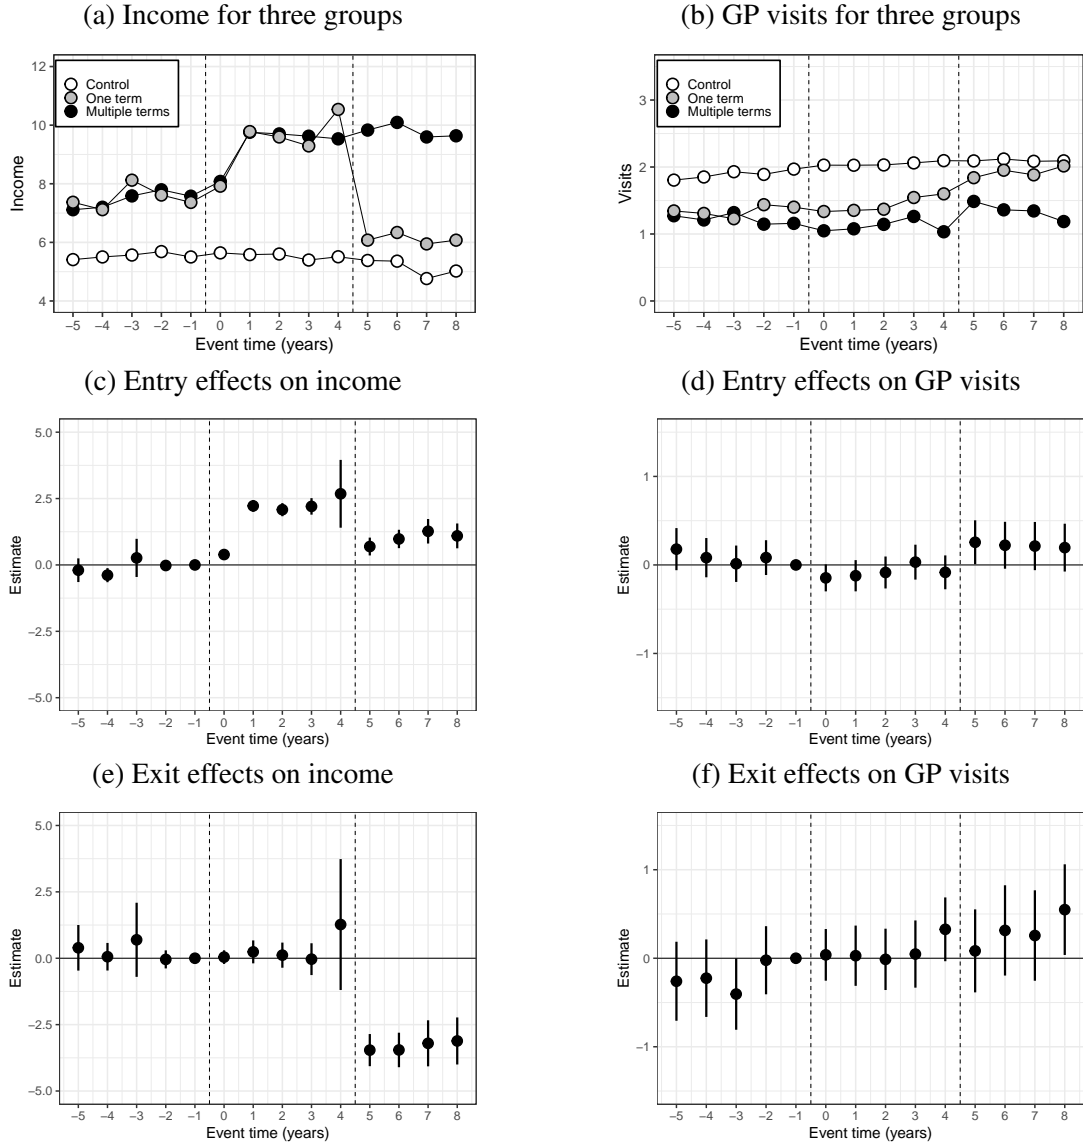 (a) Income for three groups
12
10
8
6
4
Income
Control
One term
Multiple terms
−5 −4 −3 −2 −1 0 1 2 3 4 5 6 7 8
Event time (years)
(b) GP visits for three groups
3
2
1
0
Visits
Control
One term
Multiple terms
−5 −4 −3 −2 −1 0 1 2 3 4 5 6 7 8
Event time (years)
(c) Entry effects on income
5.0
2.5
0.0
−2.5
−5.0
Estimate
−5 −4 −3 −2 −1 0 1 2 3 4 5 6 7 8
Event time (years)
(d) Entry effects on GP visits
1
0
−1
Estimate
−5 −4 −3 −2 −1 0 1 2 3 4 5 6 7 8
Event time (years)
(e) Exit effects on income
5.0
2.5
0.0
−2.5
−5.0
Estimate
−5 −4 −3 −2 −1 0 1 2 3 4 5 6 7 8
Event time (years)
(f) Exit effects on GP visits
1
0
−1
Estimate
−5 −4 −3 −2 −1 0 1 2 3 4 5 6 7 8
Event time (years)